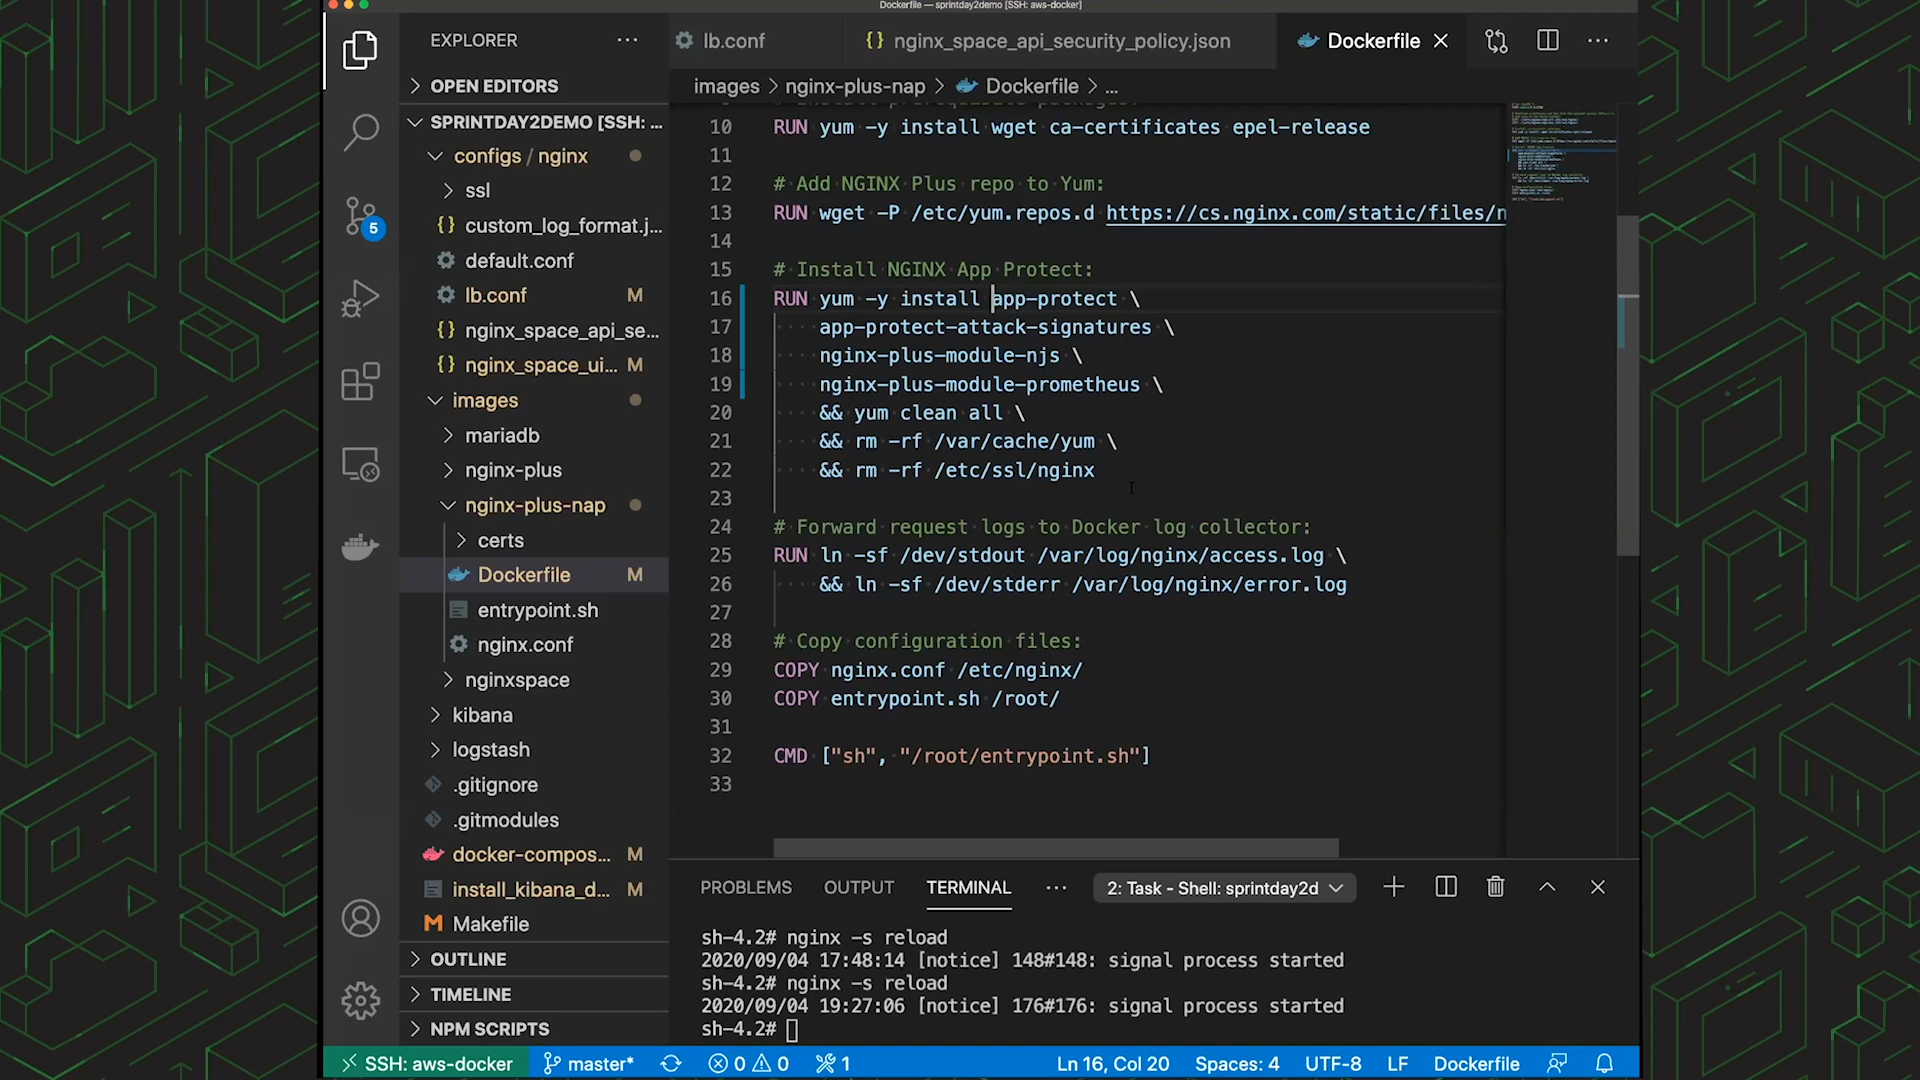 Dockerfile — sprintday2demo [SSH: aws-docker]
EXPLORER
lb.conf
{} nginx_space_api_security_policy.json
Dockerfile
OPEN EDITORS
images > nginx-plus-nap > Dockerfile > ...
SPRINTDAY2DEMO [SSH: ...
configs / nginx
ssl
{} custom_log_format.j...
default.conf
lb.conf M
{} nginx_space_api_se...
{} nginx_space_ui... M
images
mariadb
nginx-plus
nginx-plus-nap
certs
Dockerfile M
entrypoint.sh
nginx.conf
nginxspace
kibana
logstash
.gitignore
.gitmodules
docker-compos... M
install_kibana_d... M
Makefile
OUTLINE
TIMELINE
NPM SCRIPTS
5
10 RUN yum -y install wget ca-certificates epel-release
11
12 # Add NGINX Plus repo to Yum:
13 RUN wget -P /etc/yum.repos.d https://cs.nginx.com/static/files/n
14
15 # Install NGINX App Protect:
16 RUN yum -y install app-protect \
17 app-protect-attack-signatures \
18 nginx-plus-module-njs \
19 nginx-plus-module-prometheus \
20 && yum clean all \
21 && rm -rf /var/cache/yum \
22 && rm -rf /etc/ssl/nginx
23
24 # Forward request logs to Docker log collector:
25 RUN ln -sf /dev/stdout /var/log/nginx/access.log \
26 && ln -sf /dev/stderr /var/log/nginx/error.log
27
28 # Copy configuration files:
29 COPY nginx.conf /etc/nginx/
30 COPY entrypoint.sh /root/
31
32 CMD ["sh", "/root/entrypoint.sh"]
33
PROBLEMS OUTPUT TERMINAL ... 2: Task - Shell: sprintday2d
sh-4.2# nginx -s reload
2020/09/04 17:48:14 [notice] 148#148: signal process started
sh-4.2# nginx -s reload
2020/09/04 19:27:06 [notice] 176#176: signal process started
sh-4.2#
SSH: aws-docker master* 0 0 1 Ln 16, Col 20 Spaces: 4 UTF-8 LF Dockerfile